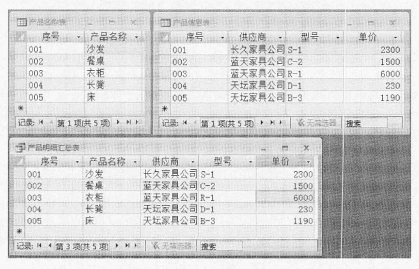 产品名称表
序号 产品名称
001 沙发
002 餐桌
003 衣柜
004 长凳
005 床
记录: 第 1 项(共 5 项)
产品信息表
序号 供应商 型号 单价
001 长久家具公司 S-1 2300
002 蓝天家具公司 C-2 1500
003 蓝天家具公司 R-1 6000
004 天坛家具公司 D-1 230
005 天坛家具公司 B-3 1190
记录: 第 1 项(共 5 项) 无筛选器 搜索
产品明细汇总表
序号 产品名称 供应商 型号 单价
001 沙发 长久家具公司 S-1 2300
002 餐桌 蓝天家具公司 C-2 1500
003 衣柜 蓝天家具公司 R-1 6000
004 长凳 天坛家具公司 D-1 230
005 床 天坛家具公司 B-3 1190
记录: 第 3 项(共 5 项) 无筛选器 搜索